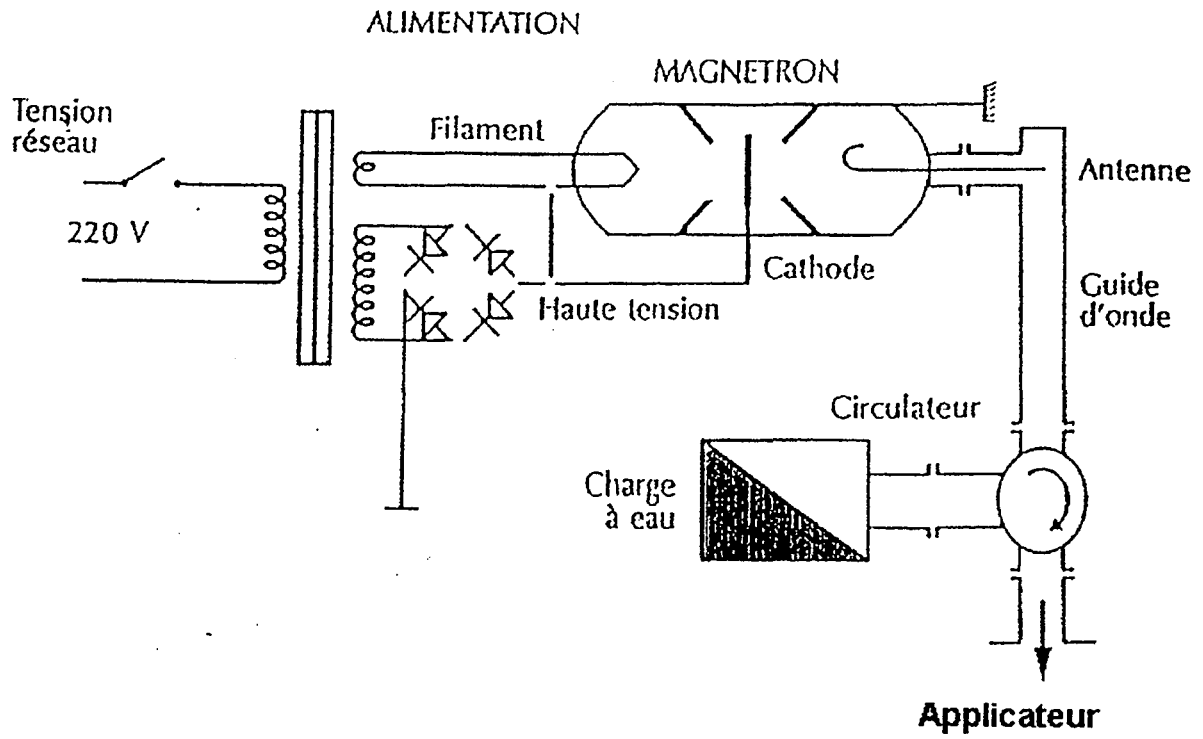 ALIMENTATION
MAGNETRON
Tension
réseau
Filament
220 V
Antenne
Cathode
Haute tension
Guide
d'onde
Circulateur
Charge
à eau
Applicateur